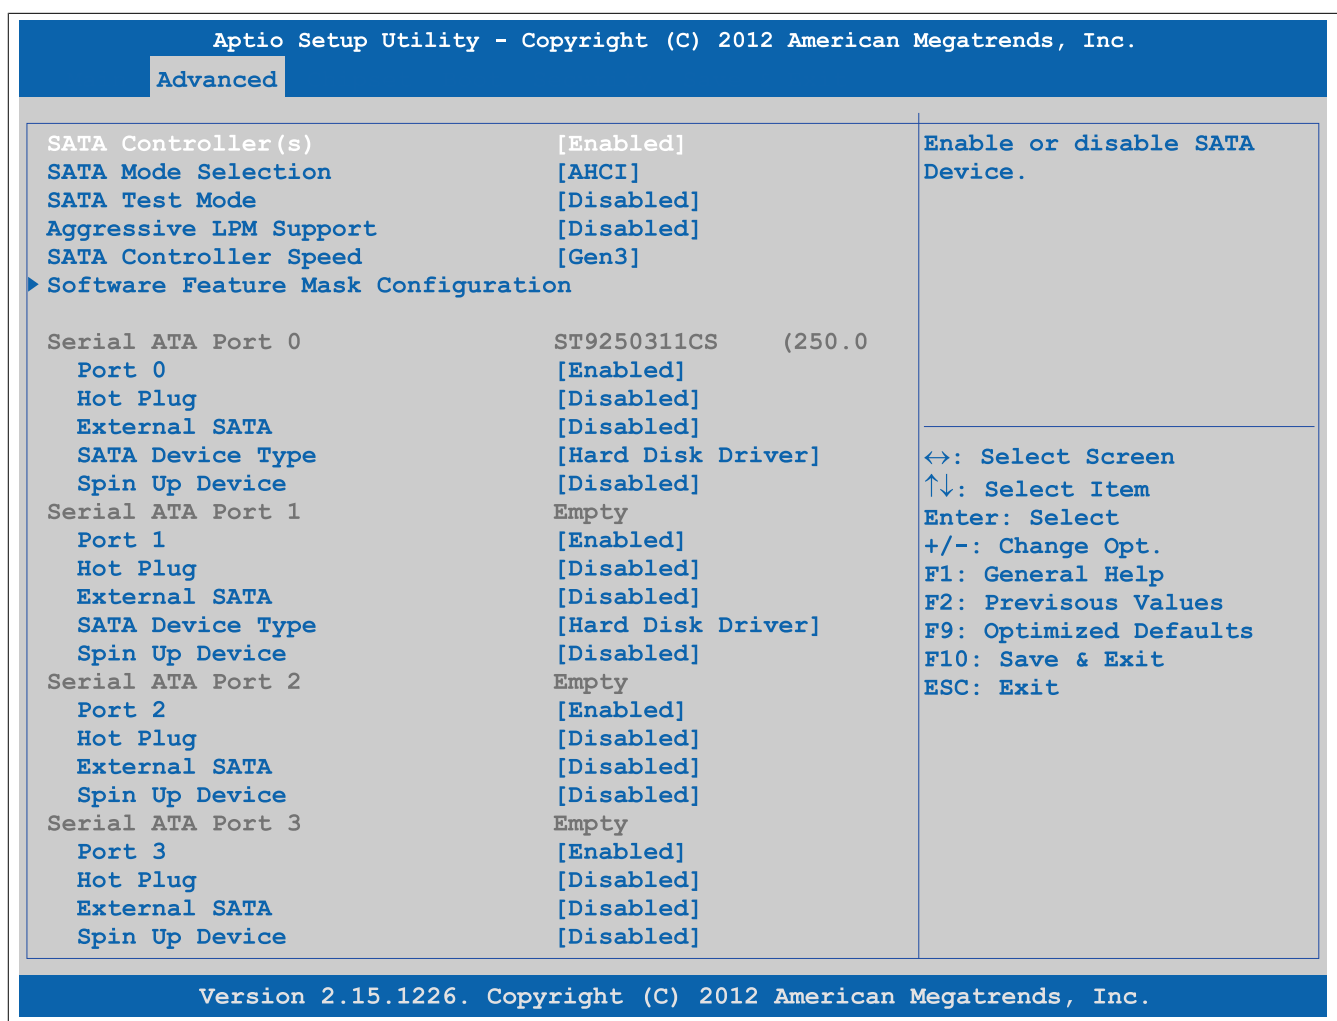 Aptio Setup Utility - Copyright (C) 2012 American Megatrends, Inc.
Advanced
SATA Controller(s) [Enabled]
SATA Mode Selection [AHCI]
SATA Test Mode [Disabled]
Aggressive LPM Support [Disabled]
SATA Controller Speed [Gen3]
Software Feature Mask Configuration
Serial ATA Port 0 ST9250311CS (250.0
Port 0 [Enabled]
Hot Plug [Disabled]
External SATA [Disabled]
SATA Device Type [Hard Disk Driver]
Spin Up Device [Disabled]
Serial ATA Port 1 Empty
Port 1 [Enabled]
Hot Plug [Disabled]
External SATA [Disabled]
SATA Device Type [Hard Disk Driver]
Spin Up Device [Disabled]
Serial ATA Port 2 Empty
Port 2 [Enabled]
Hot Plug [Disabled]
External SATA [Disabled]
Spin Up Device [Disabled]
Serial ATA Port 3 Empty
Port 3 [Enabled]
Hot Plug [Disabled]
External SATA [Disabled]
Spin Up Device [Disabled]
Enable or disable SATA
Device.
↔: Select Screen
↑↓: Select Item
Enter: Select
+/-: Change Opt.
F1: General Help
F2: Previsous Values
F9: Optimized Defaults
F10: Save & Exit
ESC: Exit
Version 2.15.1226. Copyright (C) 2012 American Megatrends, Inc.